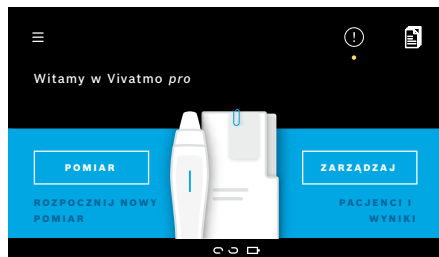 Witamy w Vivatmo pro
POMIAR
ZARZĄDZAJ
ROZPOCZNIJ NOWY
POMIAR
PACJENCI I
WYNIKI